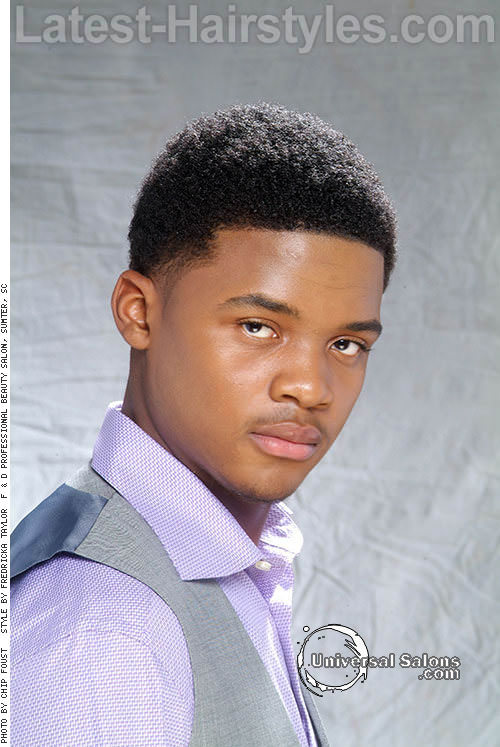 Latest-Hairstyles.com
PHOTO BY CHIP FOUST STYLE BY FREDRICKA TAYLOR F & D PROFESSIONAL BEAUTY SALON, SUMTER, SC
Universal Salons
.com